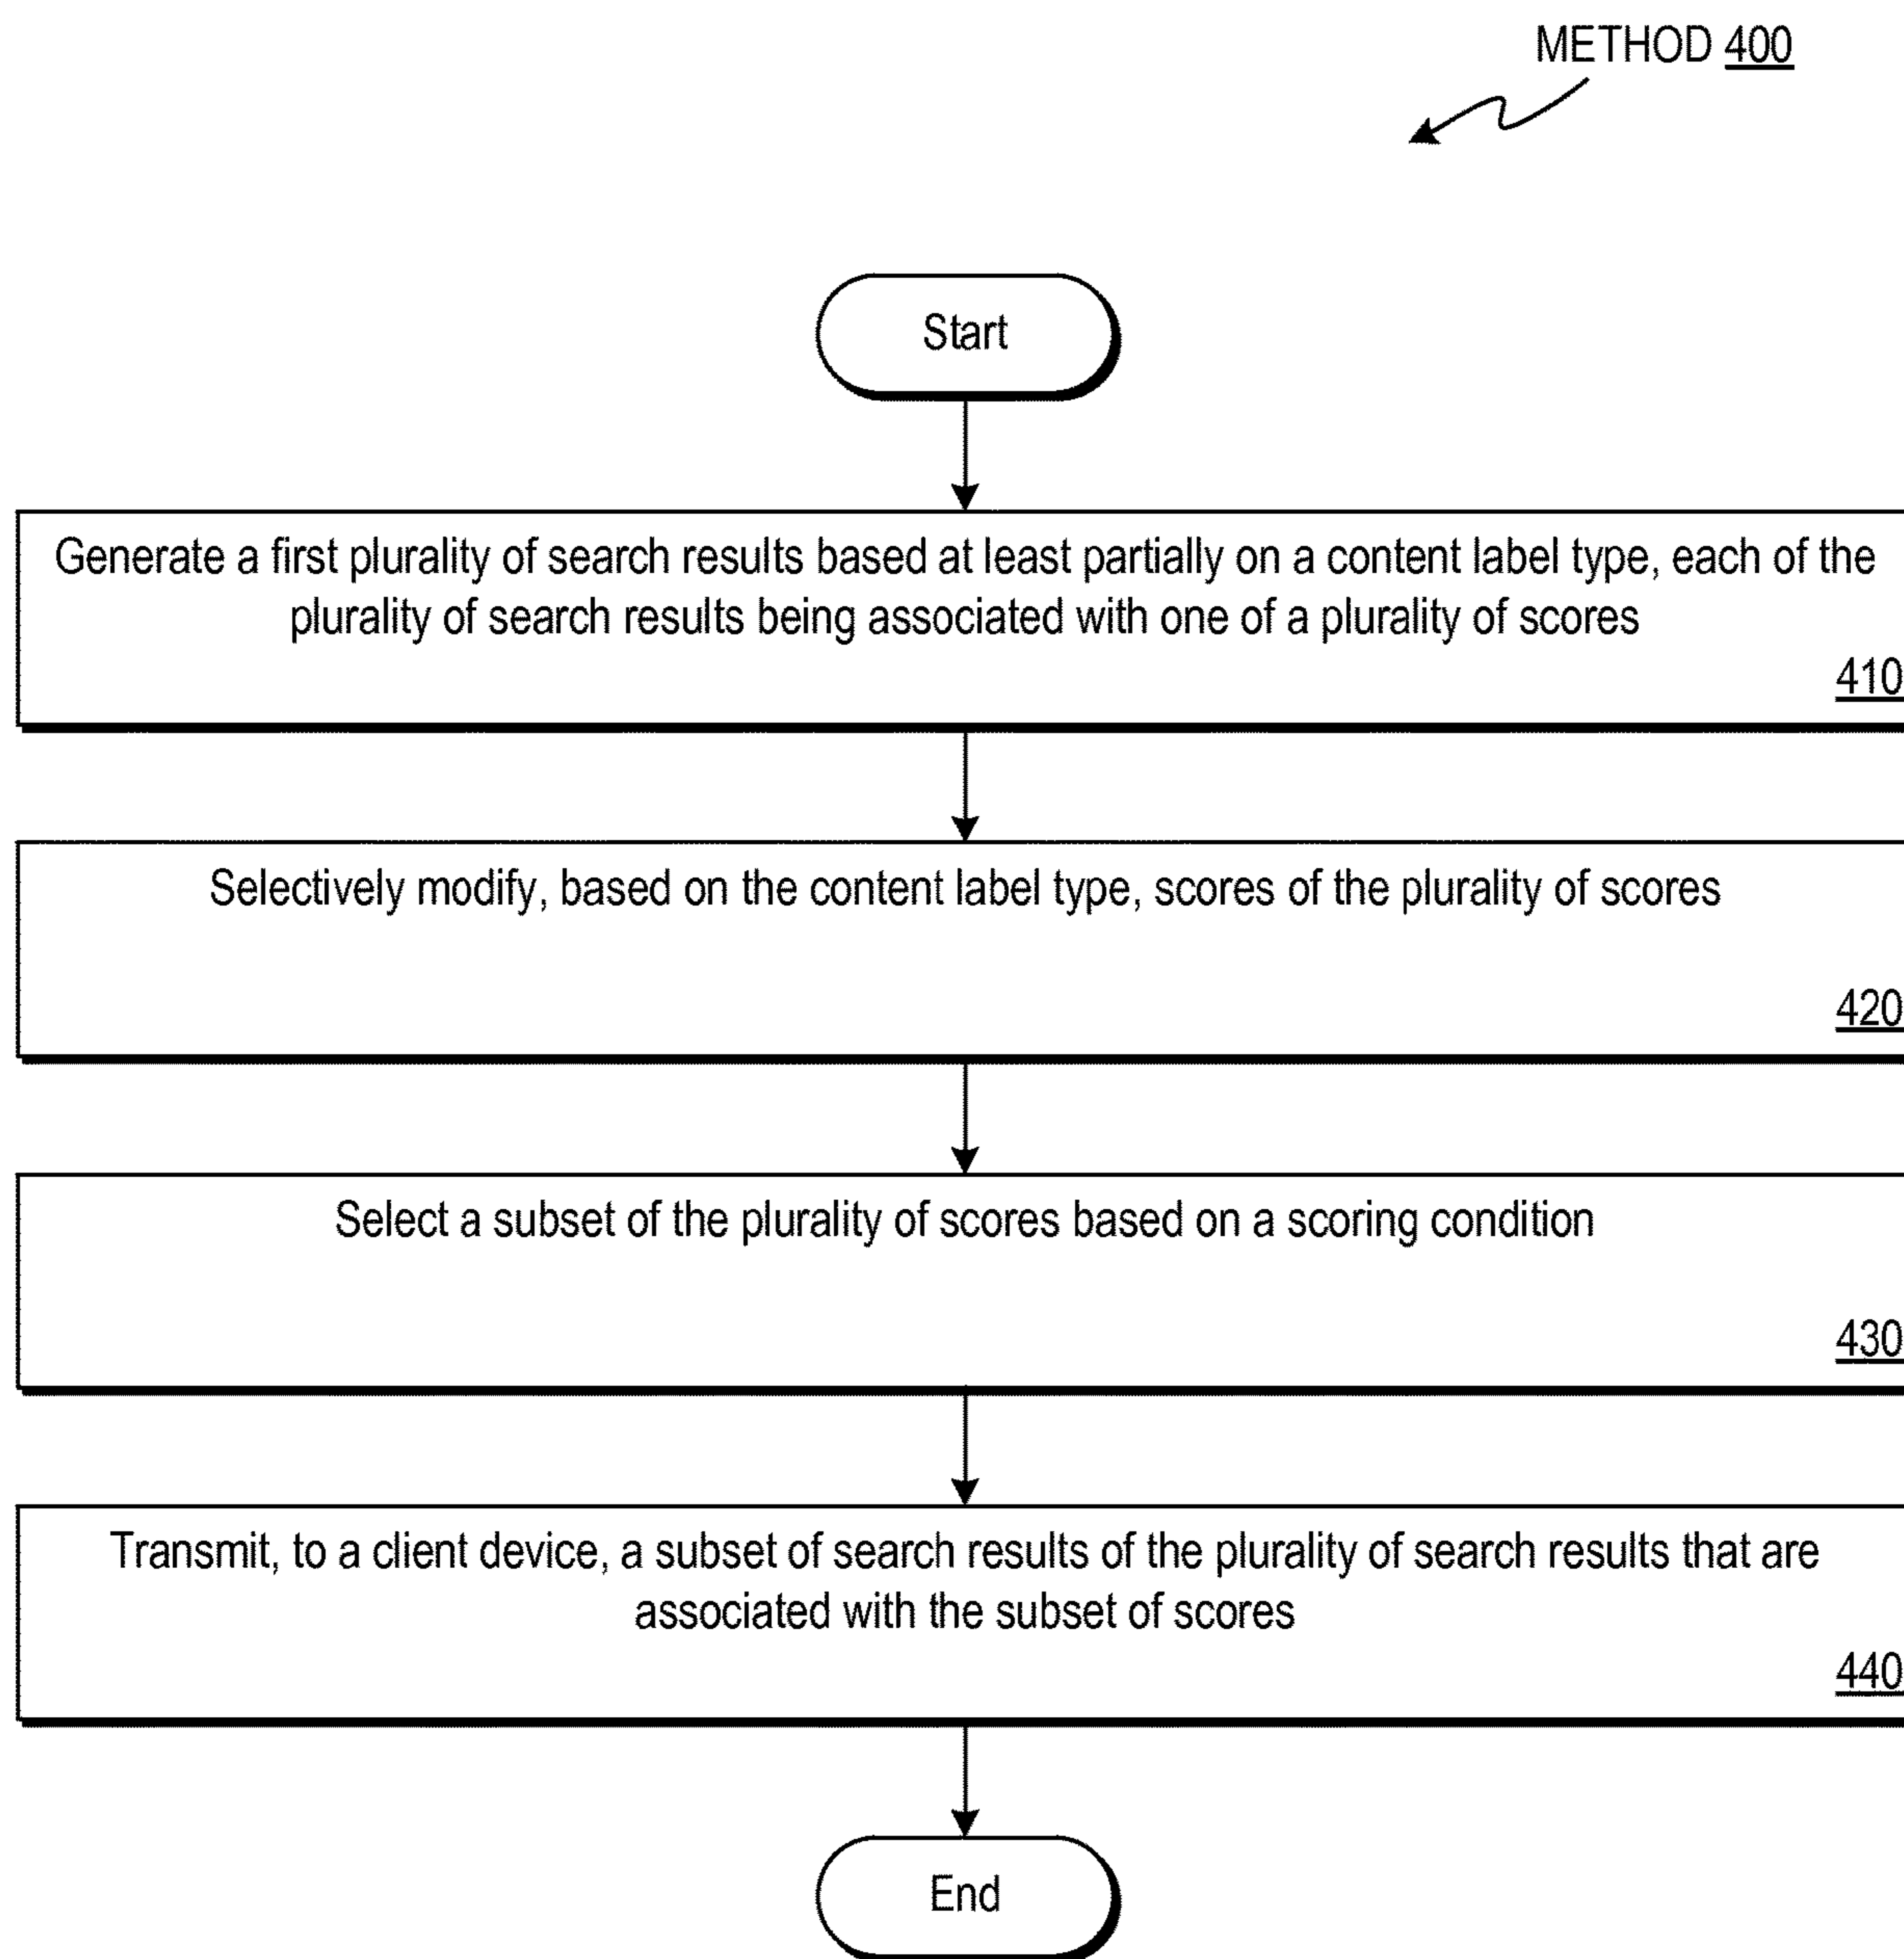 METHOD 400
Start
Generate a first plurality of search results based at least partially on a content label type, each of the
plurality of search results being associated with one of a plurality of scores
410
Selectively modify, based on the content label type, scores of the plurality of scores
420
Select a subset of the plurality of scores based on a scoring condition
430
Transmit, to a client device, a subset of search results of the plurality of search results that are
associated with the subset of scores
440
End